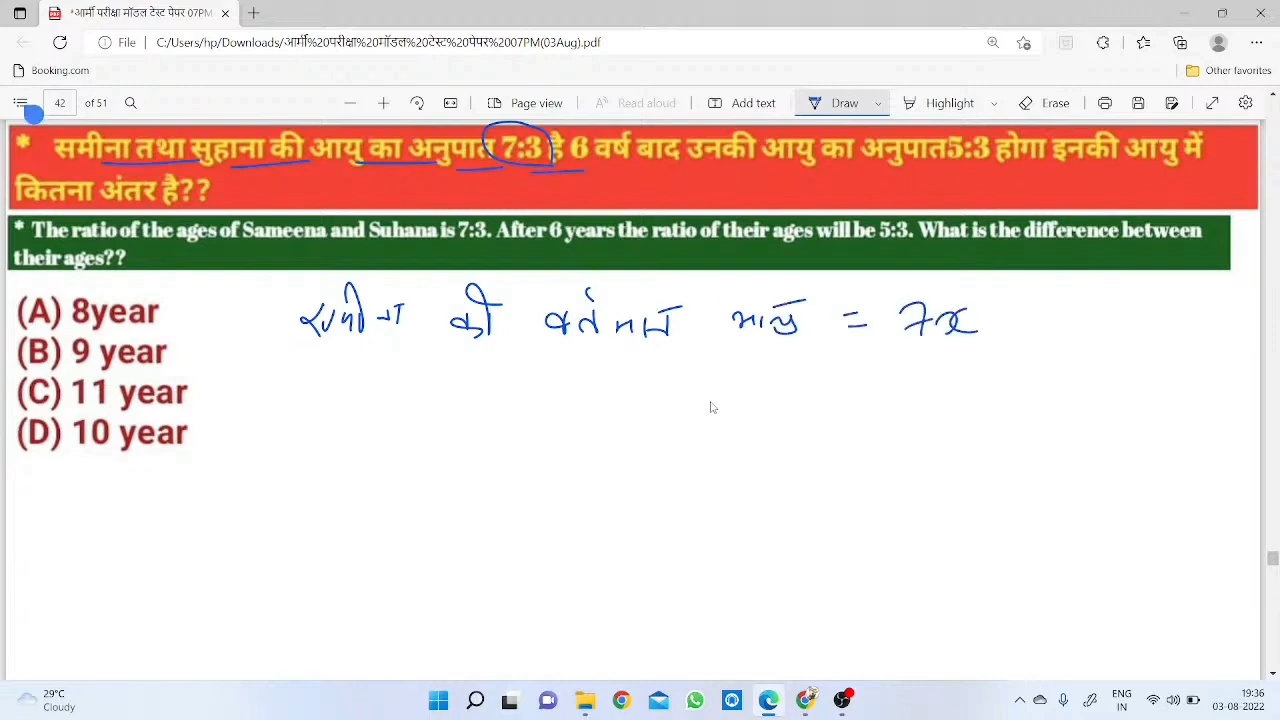 *आर्मी परीक्षा मॉडल टेस्ट पेपर 07PM
File C:/Users/hp/Downloads/आर्मी%20परीक्षा%20मॉडल%20टेस्ट%20पेपर%2007PM(03Aug).pdf
Booking.com Other favorites
42 of 51 Page view Read aloud Add text Draw Highlight Erase
* समीना तथा सुहाना की आयु का अनुपात 7:3 है 6 वर्ष बाद उनकी आयु का अनुपात5:3 होगा इनकी आयु में
कितना अंतर है??
* The ratio of the ages of Sameena and Suhana is 7:3. After 6 years the ratio of their ages will be 5:3. What is the difference between
their ages??
(A) 8year
(B) 9 year
(C) 11 year
(D) 10 year
की वर्तमान आयु = 7x
29°C
Cloudy
ENG
IN
19:35
03-08-2022